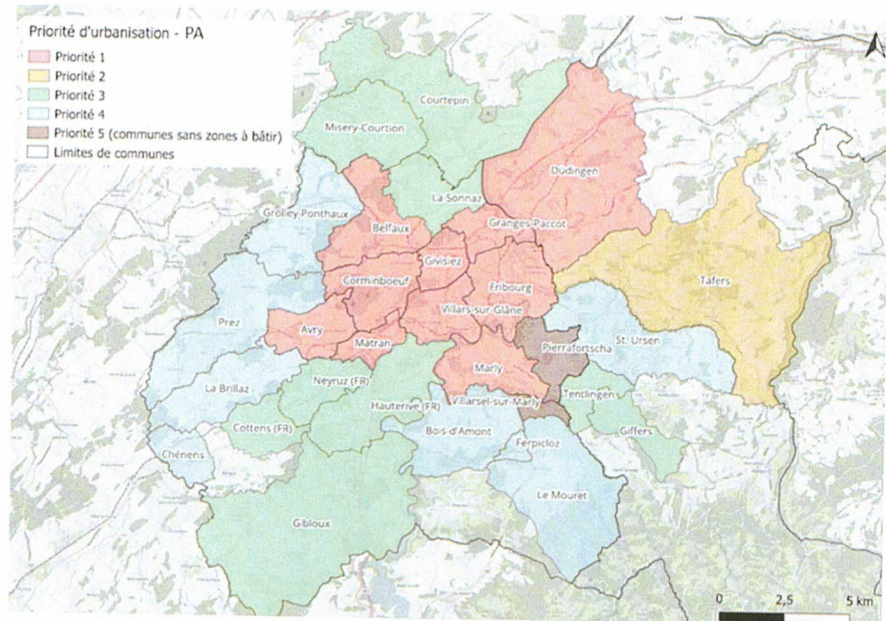 Priorité d'urbanisation - PA
Priorité 1
Priorité 2
Priorité 3
Priorité 4
Priorité 5 (communes sans zones à bâtir)
Limites de communes
Courtepin
Misery-Courtion
Düdingen
La Sonnaz
Grolley-Ponthaux
Belfaux
Granges-Paccot
Givisiez
Corminboeuf
Fribourg
Tafers
Villars-sur-Glâne
Prez
Avry
Matran
Pierrafortscha
St. Ursen
Marly
Neyruz (FR)
La Brillaz
Hauterive (FR)
Villarsel-sur-Marly
Tentlingen
Cottens (FR)
Bois-d'Amont
Giffers
Ferpicloz
Chénens
Le Mouret
Gibloux
0 2,5 5 km